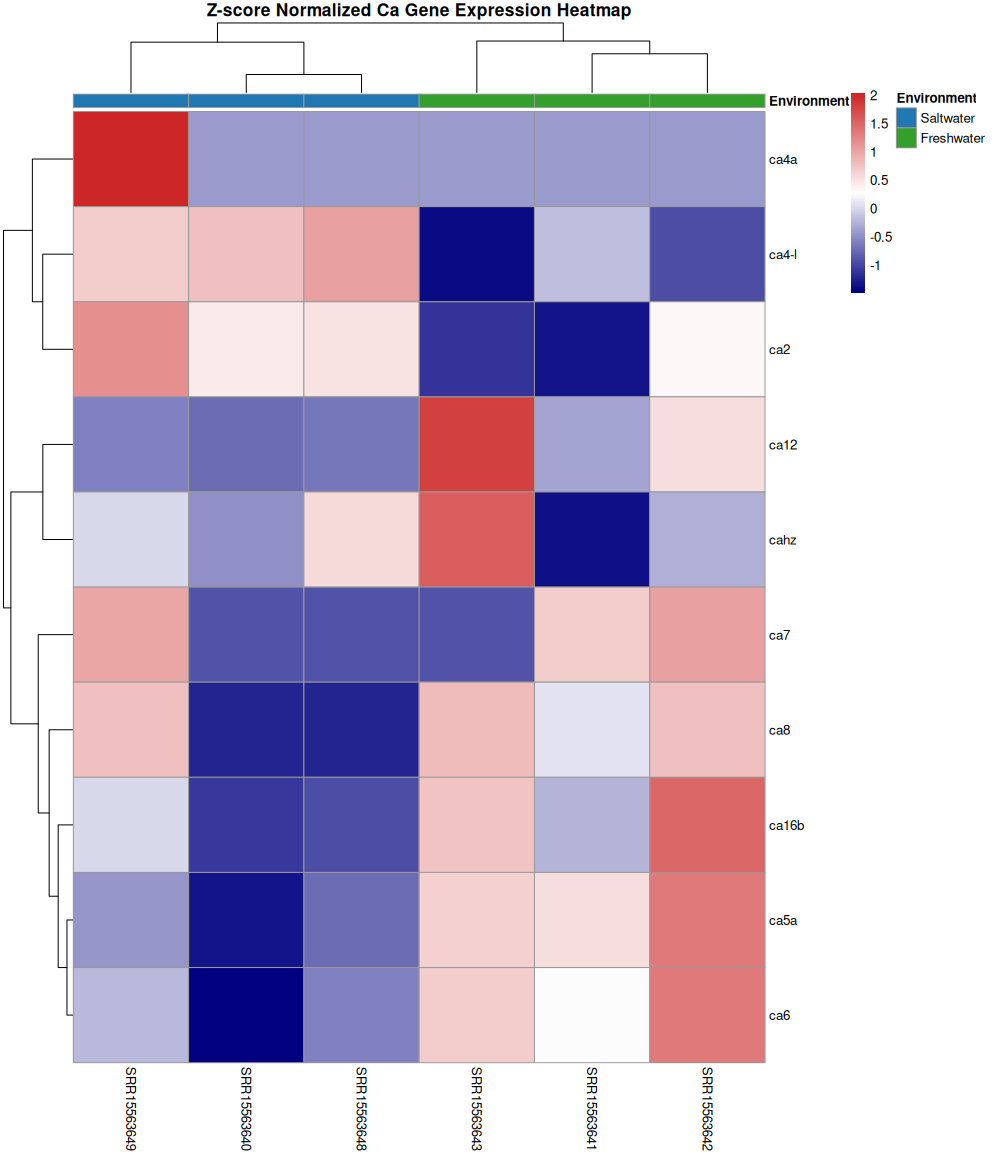 Z-score Normalized Ca Gene Expression Heatmap
Environment
2
1.5
1
0.5
0
-0.5
-1
Environment
Saltwater
Freshwater
ca4a
ca4-l
ca2
ca12
cahz
ca7
ca8
ca16b
ca5a
ca6
SRR15563649
SRR15563640
SRR15563648
SRR15563643
SRR15563641
SRR15563642